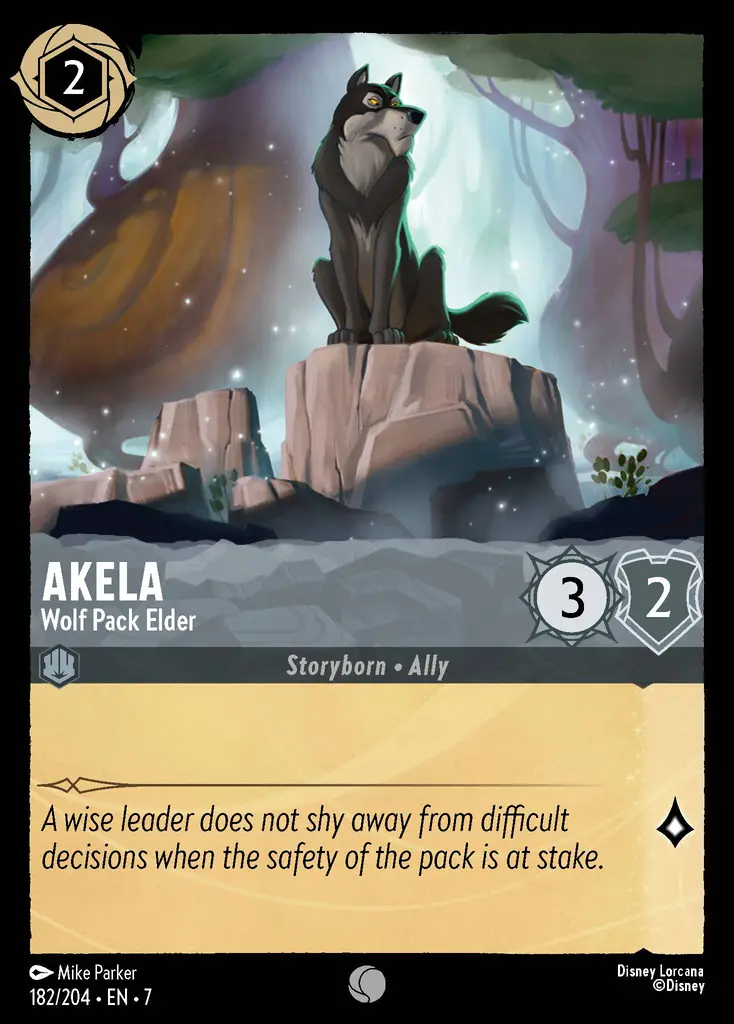 2
AKELA
Wolf Pack Elder
3
2
Storyborn • Ally
A wise leader does not shy away from difficult
decisions when the safety of the pack is at stake.
Mike Parker
182/204 • EN • 7
Disney Lorcana
©Disney